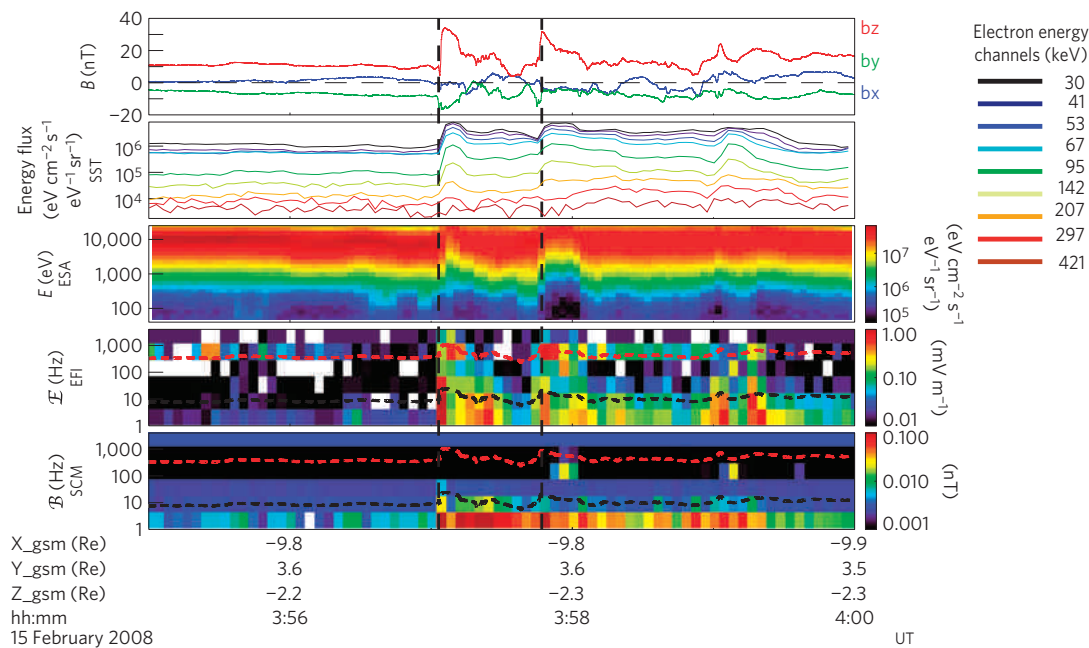 40
20
0
−20
B (nT)
bz
by
bx
Energy flux
(eV cm⁻² s⁻¹
eV⁻¹ sr⁻¹)
SST
10⁶
10⁵
10⁴
E (eV)
ESA
10,000
1,000
100
10⁷
10⁶
10⁵
(eV cm⁻² s⁻¹
eV⁻¹ sr⁻¹)
ℰ (Hz)
EFI
1,000
100
10
1
1.00
0.10
0.01
(mV m⁻¹)
ℬ (Hz)
SCM
1,000
100
10
1
0.100
0.010
0.001
(nT)
X_gsm (Re) −9.8 −9.8 −9.9
Y_gsm (Re) 3.6 3.6 3.5
Z_gsm (Re) −2.2 −2.3 −2.3
hh:mm 3:56 3:58 4:00
15 February 2008 UT
Electron energy
channels (keV)
30
41
53
67
95
142
207
297
421